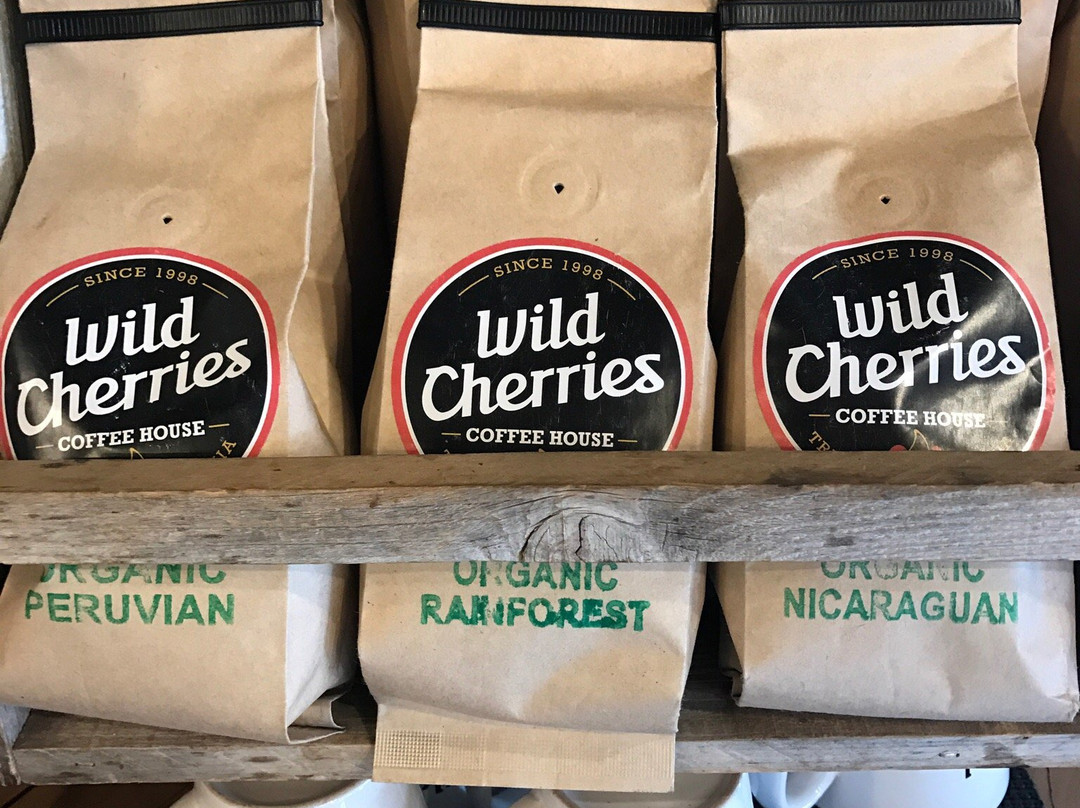 SINCE 1998
Wild
Cherries
COFFEE HOUSE
ORGANIC
PERUVIAN
SINCE 1998
Wild
Cherries
COFFEE HOUSE
ORGANIC
RAINFOREST
SINCE 1998
Wild
Cherries
COFFEE HOUSE
ORGANIC
NICARAGUAN